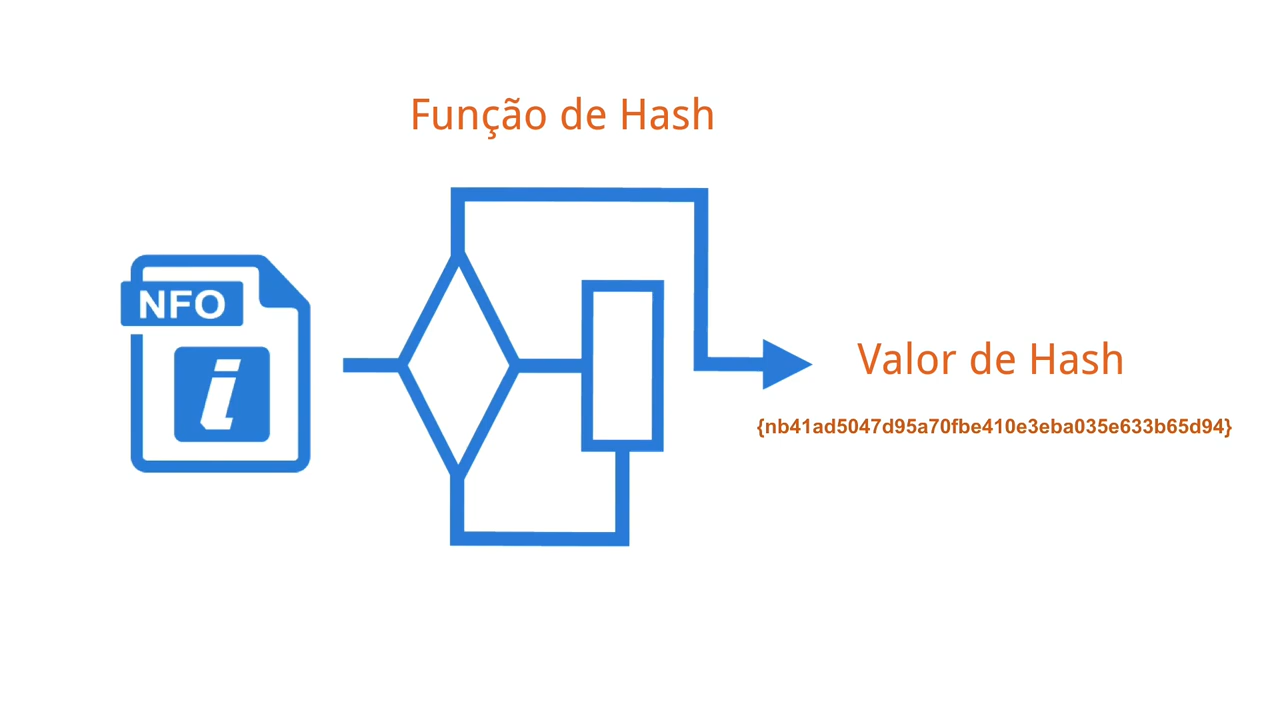 Função de Hash
NFO
i
Valor de Hash
{nb41ad5047d95a70fbe410e3eba035e633b65d94}